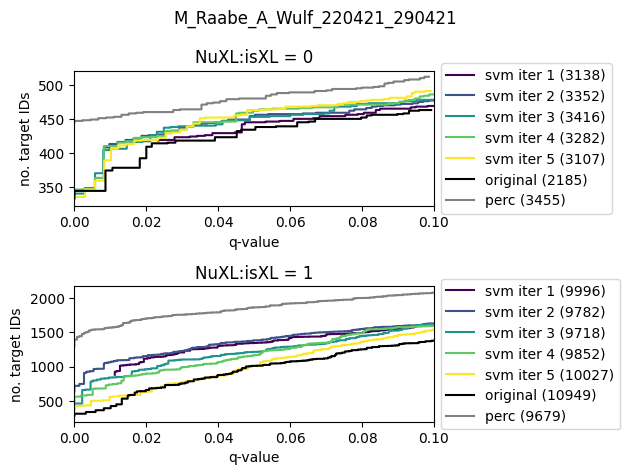 M_Raabe_A_Wulf_220421_290421
NuXL:isXL = 0
no. target IDs
500
450
400
350
0.00 0.02 0.04 0.06 0.08 0.10
q-value
svm iter 1 (3138)
svm iter 2 (3352)
svm iter 3 (3416)
svm iter 4 (3282)
svm iter 5 (3107)
original (2185)
perc (3455)
NuXL:isXL = 1
no. target IDs
2000
1500
1000
500
0.00 0.02 0.04 0.06 0.08 0.10
q-value
svm iter 1 (9996)
svm iter 2 (9782)
svm iter 3 (9718)
svm iter 4 (9852)
svm iter 5 (10027)
original (10949)
perc (9679)